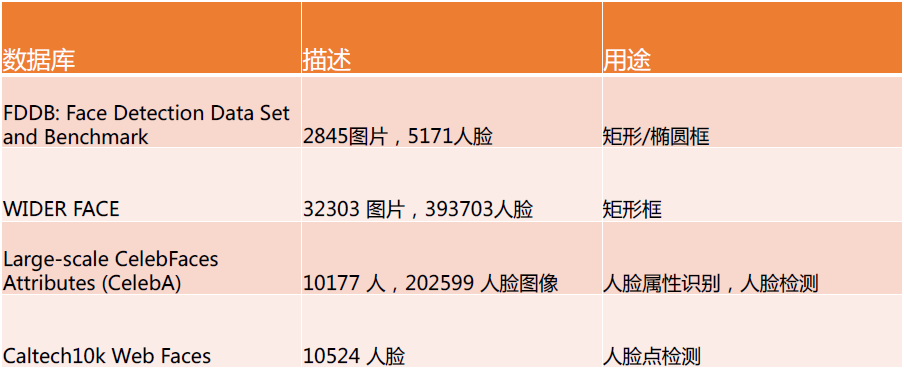 数据库 描述 用途
FDDB: Face Detection Data Set
and Benchmark 2845图片，5171人脸 矩形/椭圆框
WIDER FACE 32303 图片，393703人脸 矩形框
Large-scale CelebFaces
Attributes (CelebA) 10177 人，202599 人脸图像 人脸属性识别，人脸检测
Caltech10k Web Faces 10524 人脸 人脸点检测